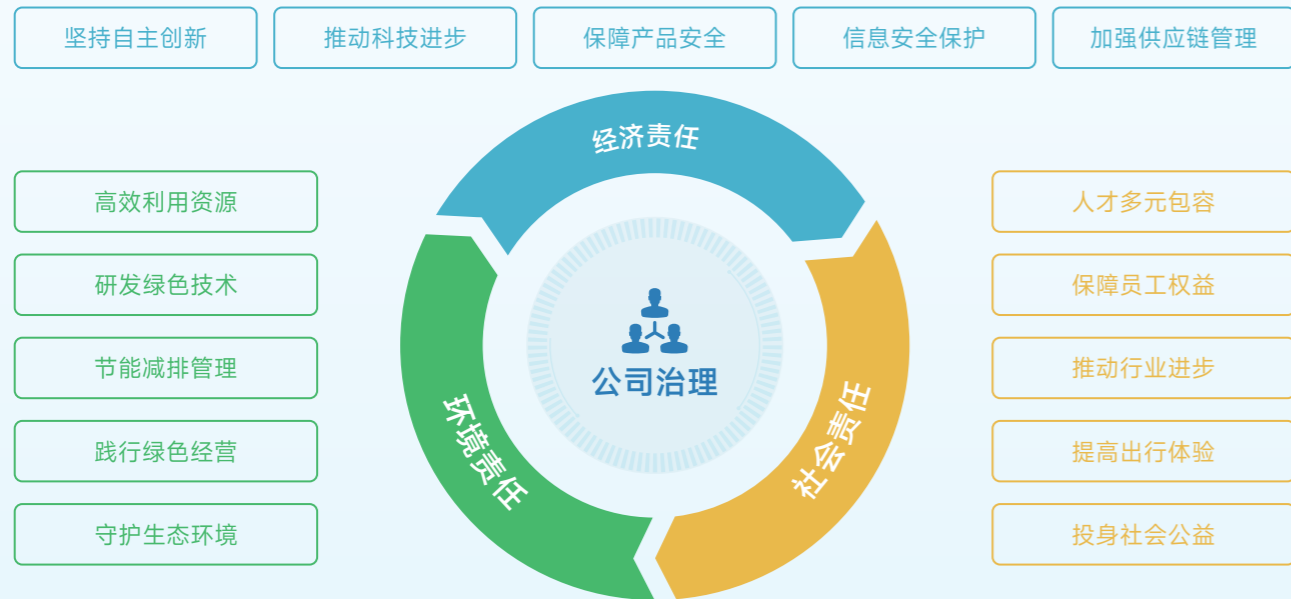 坚持自主创新
推动科技进步
保障产品安全
信息安全保护
加强供应链管理
经济责任
高效利用资源
研发绿色技术
节能减排管理
践行绿色经营
守护生态环境
环境责任
公司治理
社会责任
人才多元包容
保障员工权益
推动行业进步
提高出行体验
投身社会公益